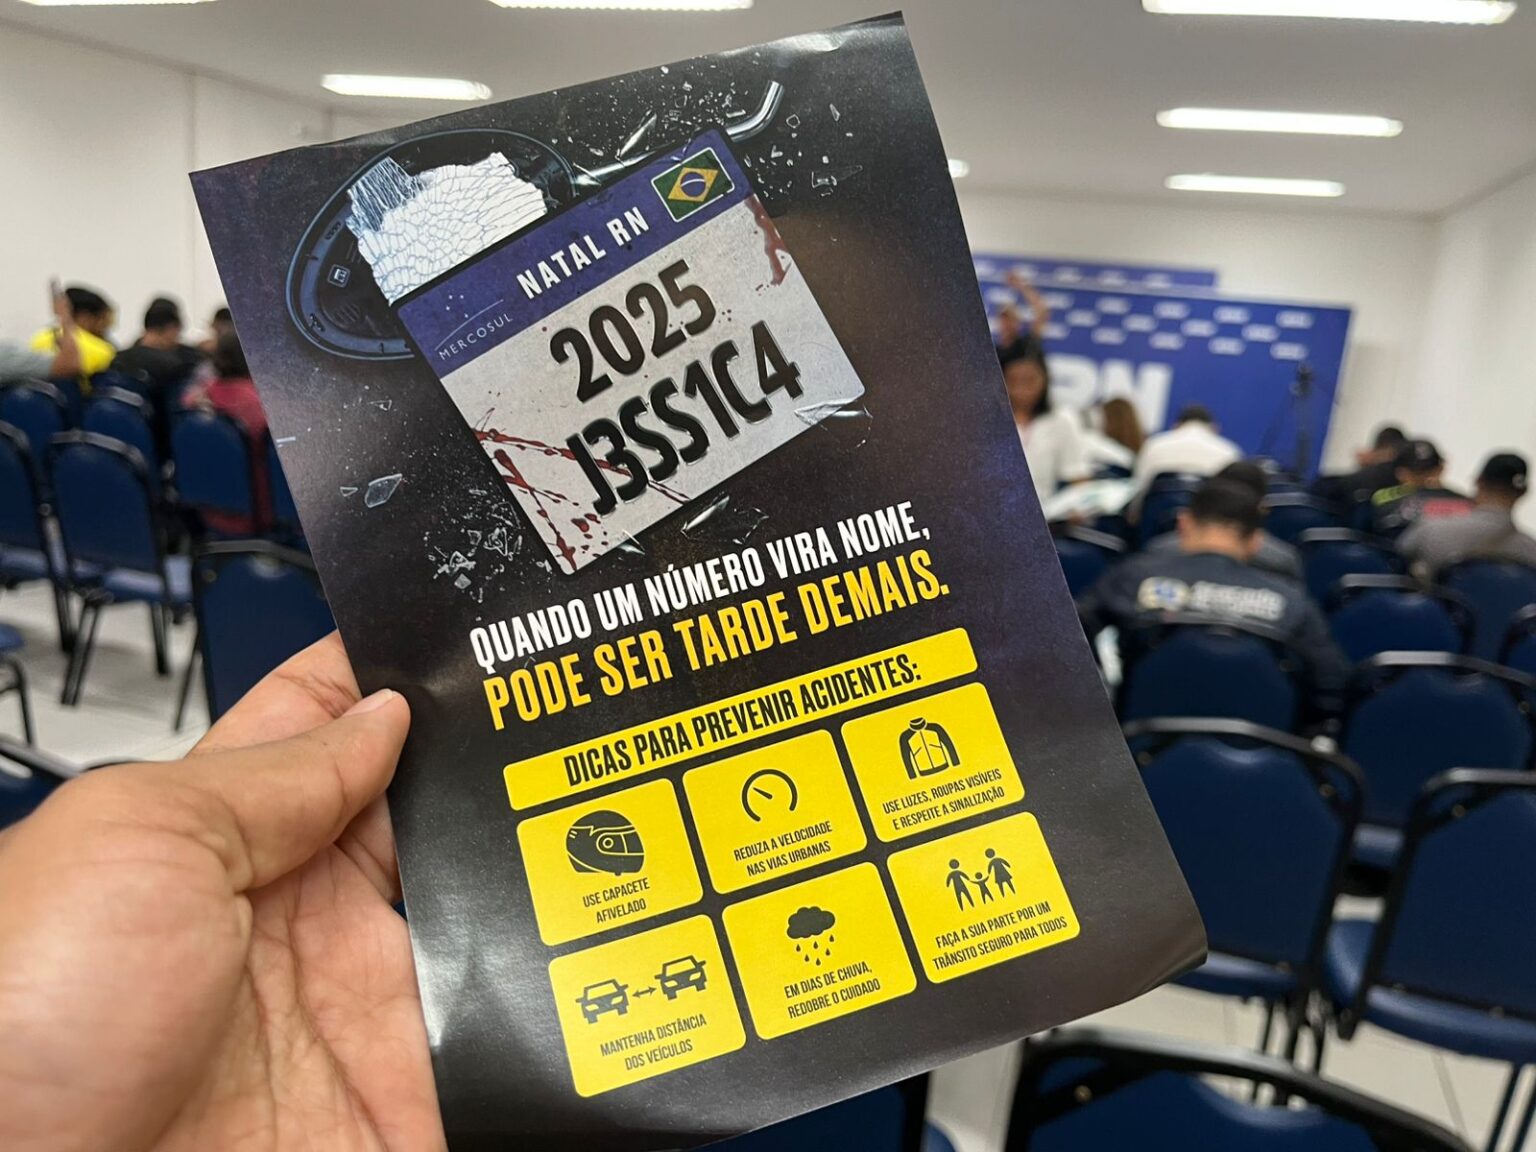 NATAL RN
MERCOSUL
2025
J3SS1C4
QUANDO UM NÚMERO VIRA NOME,
PODE SER TARDE DEMAIS.
DICAS PARA PREVENIR ACIDENTES:
USE CAPACETE
AFIVELADO
REDUZA A VELOCIDADE
NAS VIAS URBANAS
USE LUZES, ROUPAS VISÍVEIS
E RESPEITE A SINALIZAÇÃO
MANTENHA DISTÂNCIA
DOS VEÍCULOS
EM DIAS DE CHUVA,
REDOBRE O CUIDADO
FAÇA A SUA PARTE POR UM
TRÂNSITO SEGURO PARA TODOS
RN